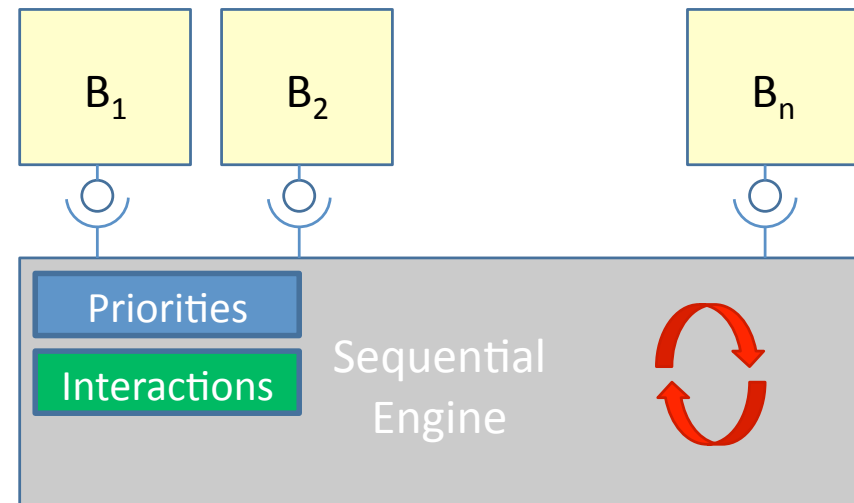 B₁
B₂
Bₙ
Priorities
Interactions
Sequential
Engine